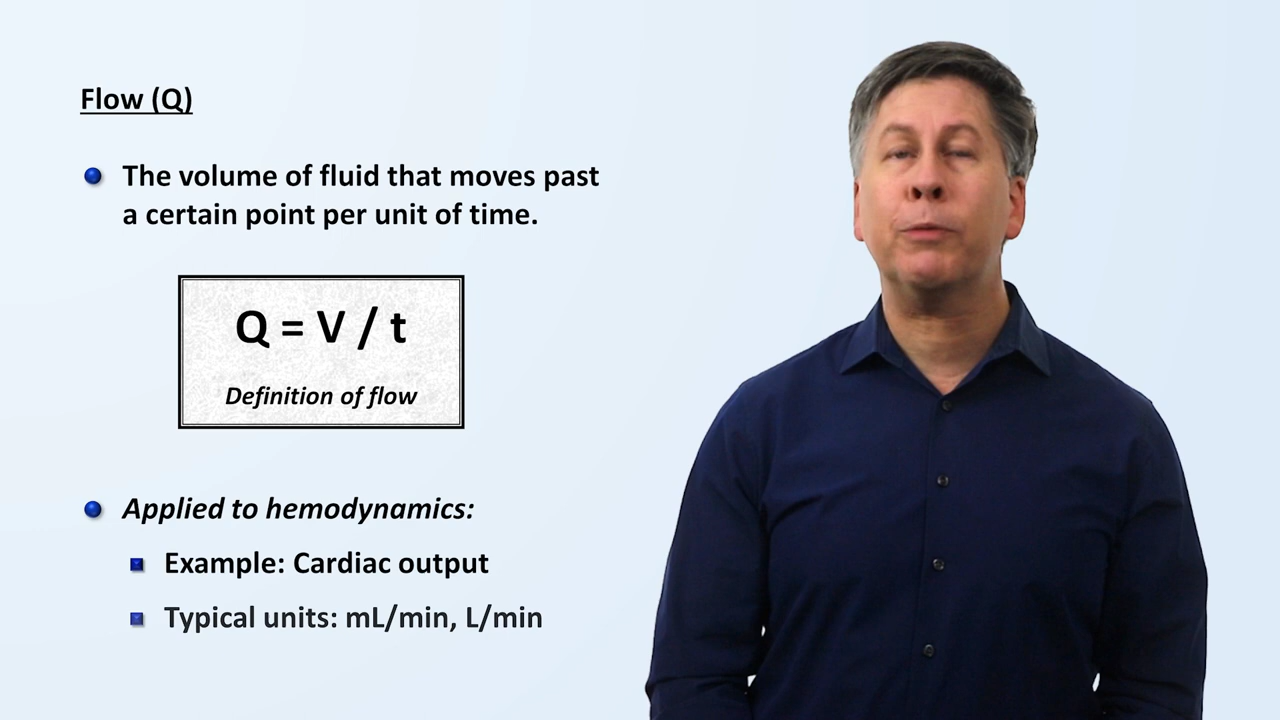 Flow (Q)
The volume of fluid that moves past
a certain point per unit of time.
Q = V / t
Definition of flow
Applied to hemodynamics:
Example: Cardiac output
Typical units: mL/min, L/min